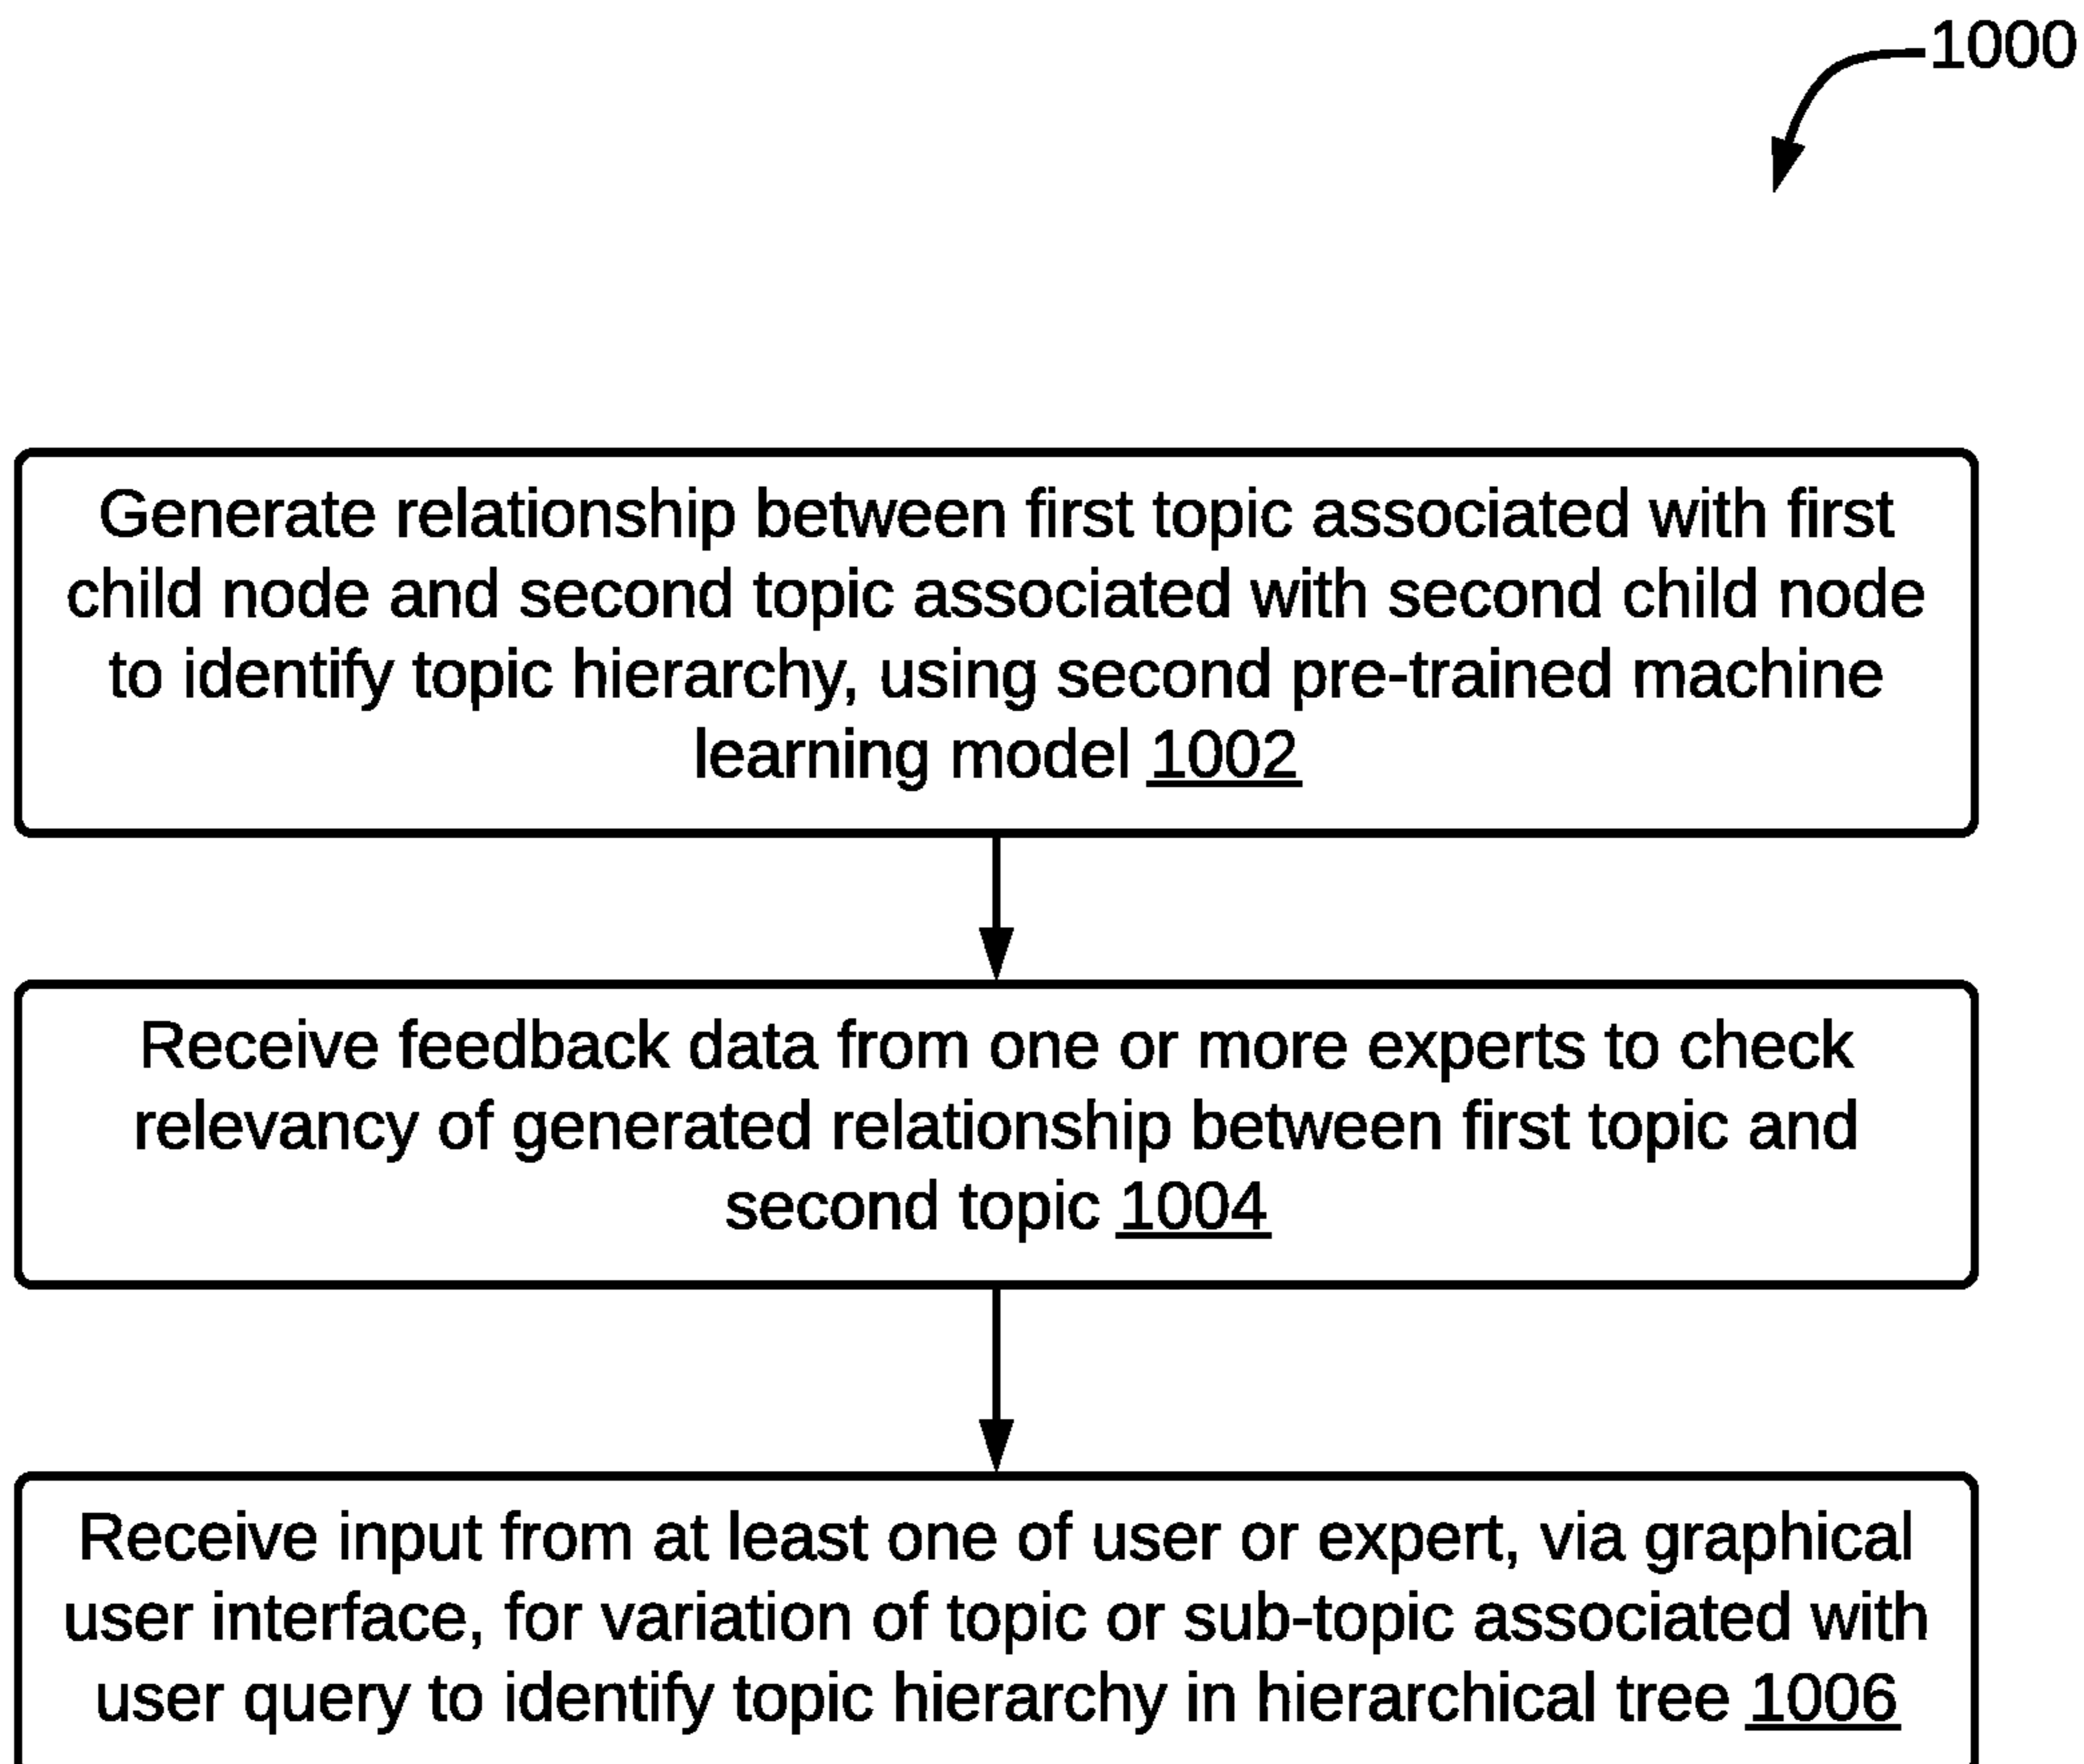 1000
Generate relationship between first topic associated with first
child node and second topic associated with second child node
to identify topic hierarchy, using second pre-trained machine
learning model 1002
Receive feedback data from one or more experts to check
relevancy of generated relationship between first topic and
second topic 1004
Receive input from at least one of user or expert, via graphical
user interface, for variation of topic or sub-topic associated with
user query to identify topic hierarchy in hierarchical tree 1006